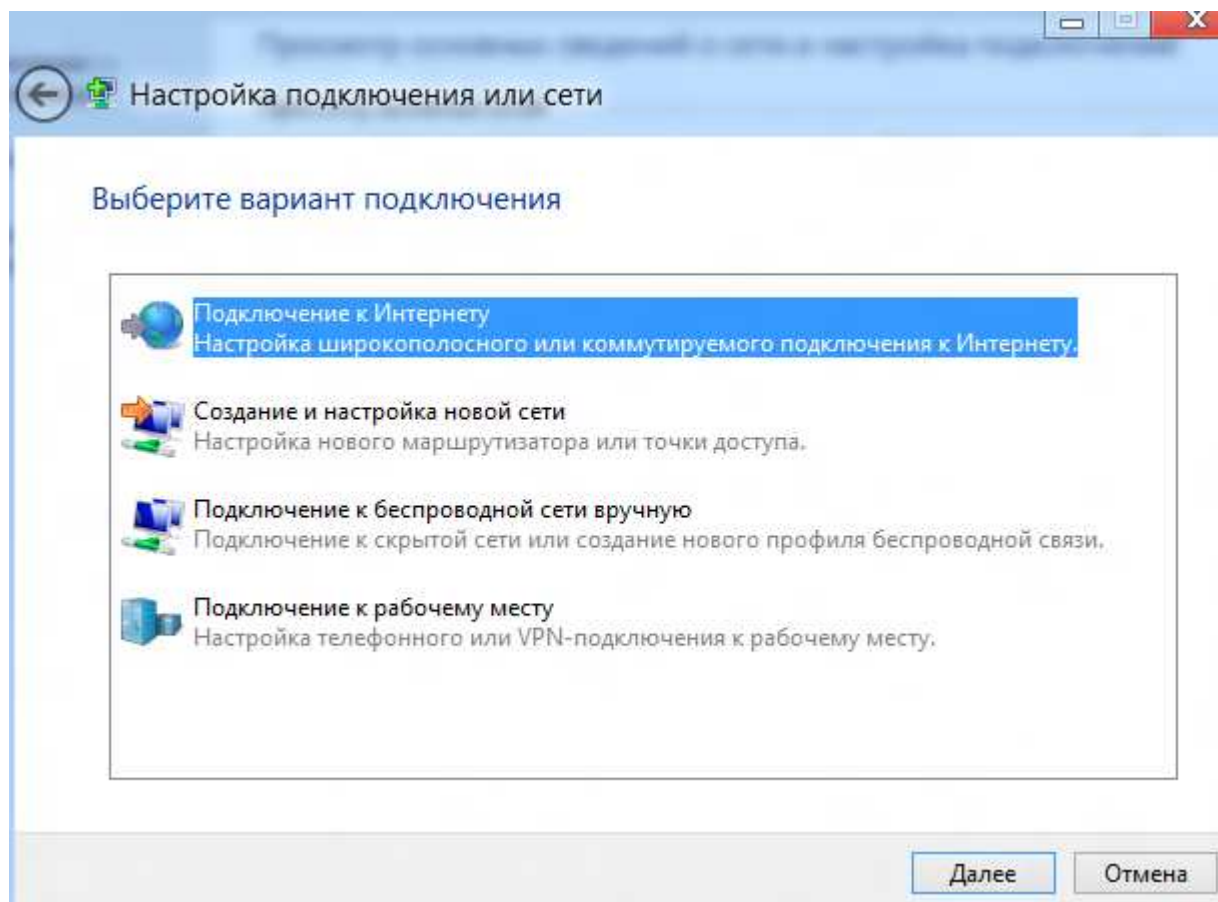 Настройка подключения или сети
Выберите вариант подключения
Подключение к Интернету
Настройка широкополосного или коммутируемого подключения к Интернету.
Создание и настройка новой сети
Настройка нового маршрутизатора или точки доступа.
Подключение к беспроводной сети вручную
Подключение к скрытой сети или создание нового профиля беспроводной связи.
Подключение к рабочему месту
Настройка телефонного или VPN-подключения к рабочему месту.
Далее
Отмена